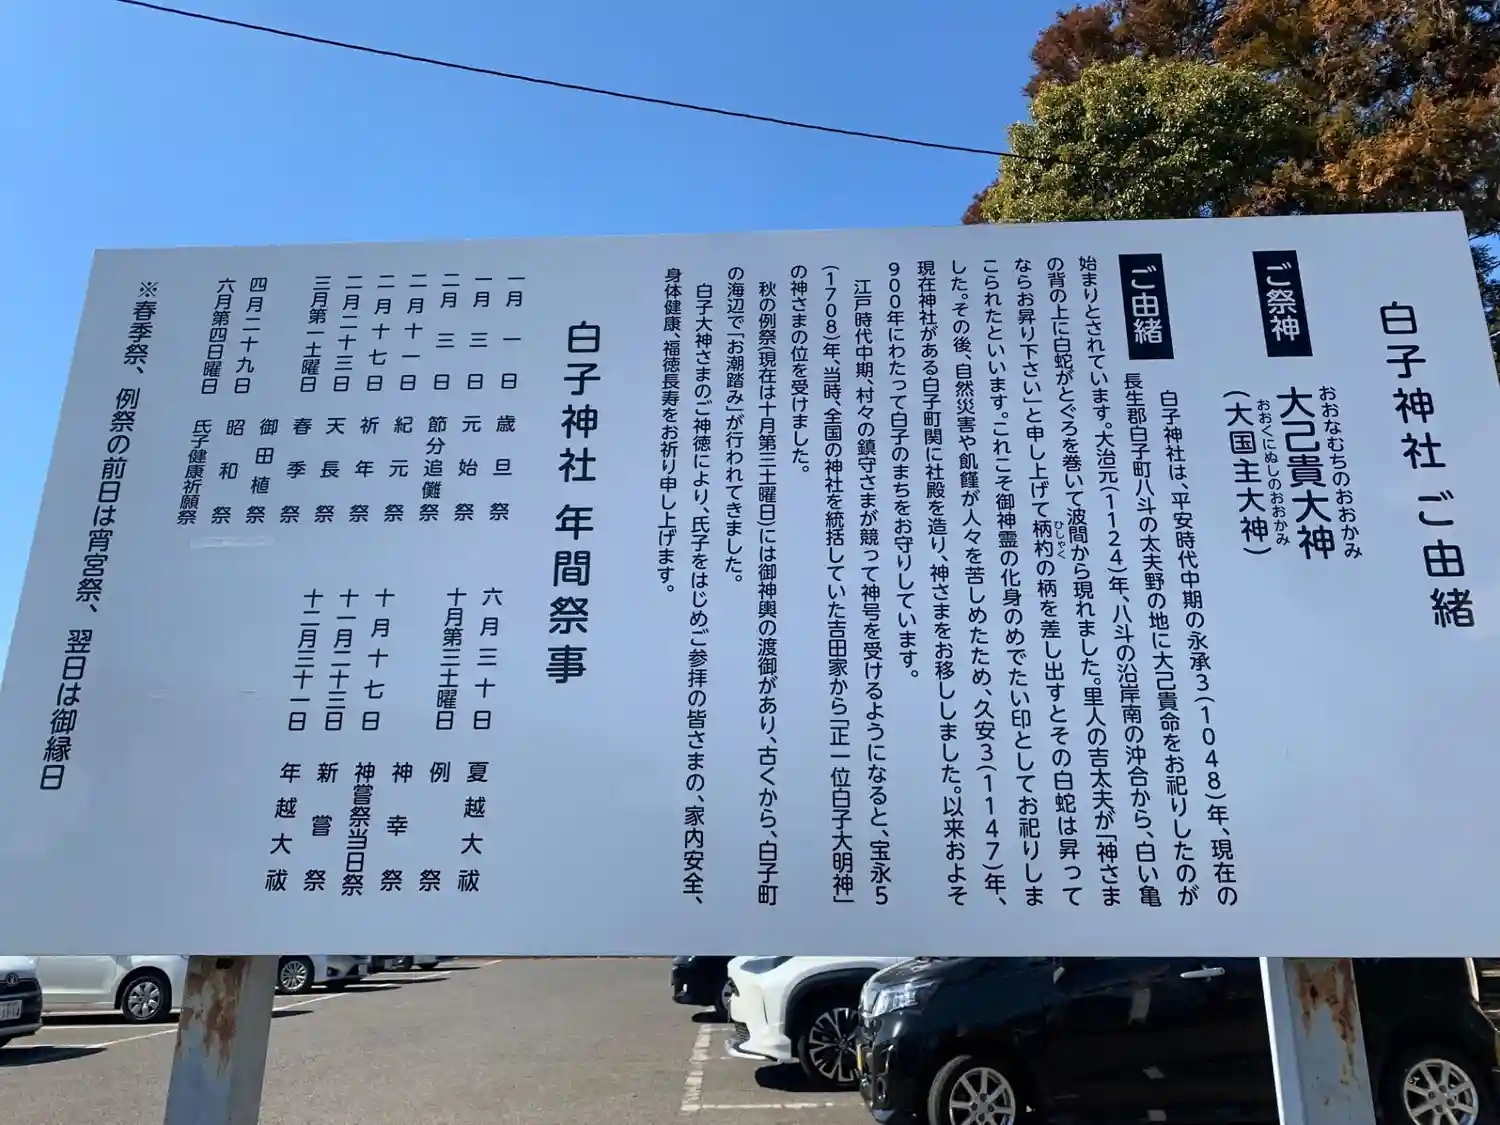 白子神社 ご由緒
ご祭神
おおなむちのおおかみ
大己貴大神
おおくにぬしのおおかみ
(大国主大神)
ご由緒
白子神社は、平安時代中期の永承3(1048)年、現在の
長生郡白子町八斗の太夫野の地に大己貴命をお祀りしたのが
始まりとされています。大治元(1124)年、八斗の沿岸南の沖合から、白い亀
の背の上に白蛇がとぐろを巻いて波間から現れました。里人の吉太夫が「神さま
ならお昇り下さい」と申し上げて柄杓の柄を差し出すとその白蛇は昇って
ひしゃく
こられたといいます。これこそ御神霊の化身のめでたい印としてお祀りしま
した。その後、自然災害や飢饉が人々を苦しめたため、久安3(1147)年、
現在神社がある白子町関に社殿を造り、神さまをお移ししました。以来およそ
900年にわたって白子のまちをお守りしています。
江戸時代中期、村々の鎮守さまが競って神号を受けるようになると、宝永5
(1708)年、当時、全国の神社を統括していた吉田家から「正一位白子大明神」
の神さまの位を受けました。
秋の例祭(現在は十月第三土曜日)には御神輿の渡御があり、古くから、白子町
の海辺で「お潮踏み」が行われてきました。
白子大神さまのご神徳により、氏子をはじめご参拝の皆さまの、家内安全、
身体健康、福徳長寿をお祈り申し上げます。
白子神社 年間祭事
一月一日 歳旦祭
一月三日 元始祭
二月三日 節分追儺祭
二月十一日 紀元祭
二月十七日 祈年祭
二月二十三日 天長祭
三月第一土曜日 春季祭
御田植祭
四月二十九日 昭和祭
六月第四日曜日 氏子健康祈願祭
六月三十日 夏越大祓
十月第三土曜日 例祭
神幸祭
十月十七日 神嘗祭当日祭
十一月二十三日 新嘗祭
十二月三十一日 年越大祓
※春季祭、例祭の前日は宵宮祭、翌日は御縁日